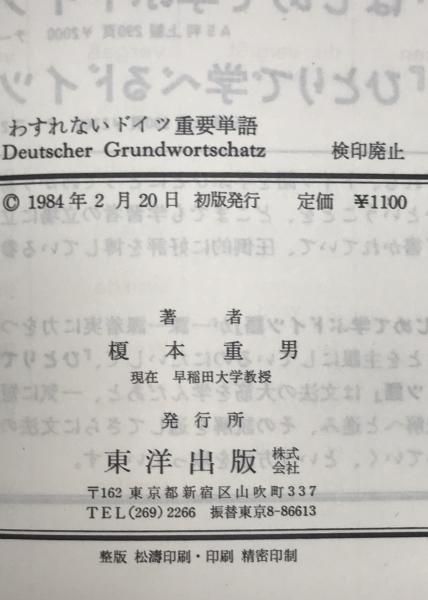 わすれないドイツ重要単語
Deutscher Grundwortschatz 検印廃止
© 1984年2月20日 初版発行 定価 ¥1100
著者
榎本重男
現在 早稲田大学教授
発行所
東洋出版 株式会社
〒162 東京都新宿区山吹町337
TEL(269)2266 振替東京8-86613
整版 松濤印刷・印刷 精密印制